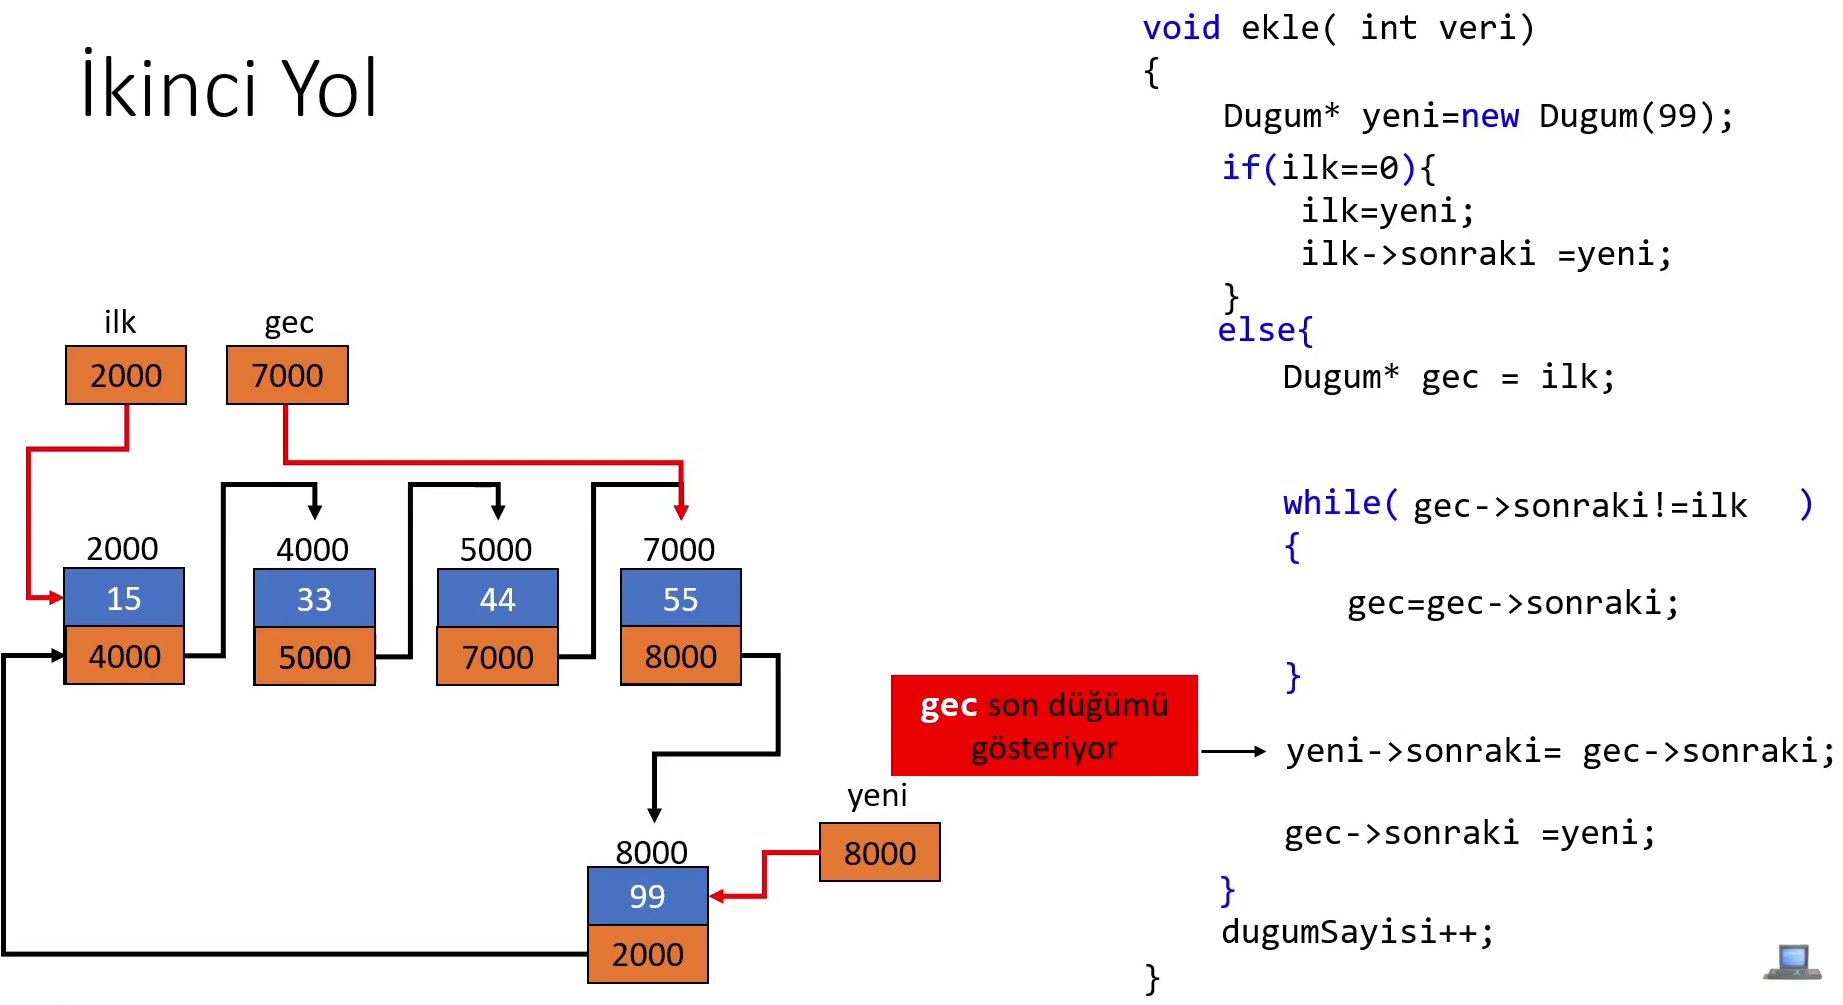 İkinci Yol
ilk
gec
2000
7000
2000
4000
5000
7000
15
33
44
55
4000
5000
7000
8000
gec son düğümü
gösteriyor
yeni
8000
8000
99
2000
void ekle( int veri)
{
Dugum* yeni=new Dugum(99);
if(ilk==0){
ilk=yeni;
ilk->sonraki =yeni;
}
else{
Dugum* gec = ilk;
while( gec->sonraki!=ilk )
{
gec=gec->sonraki;
}
yeni->sonraki= gec->sonraki;
gec->sonraki =yeni;
}
dugumSayisi++;
}